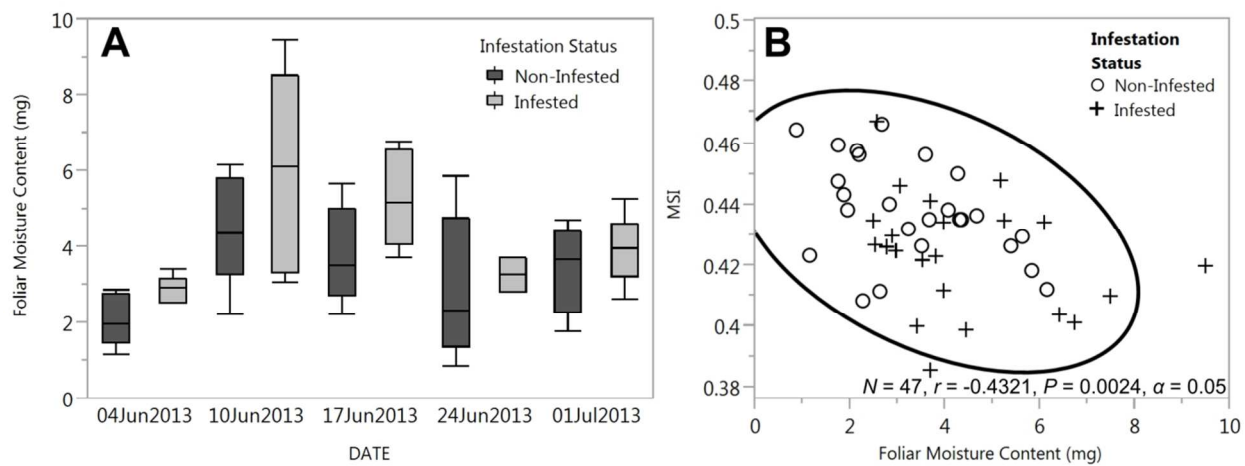 A
Infestation Status
Non-Infested
Infested
10
8
6
4
2
0
Foliar Moisture Content (mg)
04Jun2013 10Jun2013 17Jun2013 24Jun2013 01Jul2013
DATE
B
Infestation
Status
Non-Infested
Infested
0.5
0.48
0.46
0.44
0.42
0.4
0.38
MSI
N = 47, r = -0.4321, P = 0.0024, α = 0.05
0 2 4 6 8 10
Foliar Moisture Content (mg)